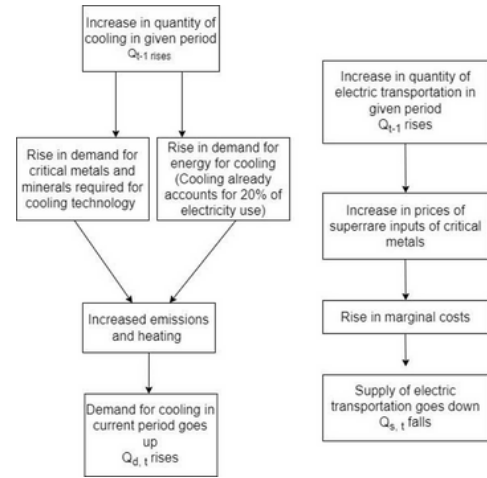 Increase in quantity of
cooling in given period
Qt-1 rises
Rise in demand for
critical metals and
minerals required for
cooling technology
Rise in demand for
energy for cooling
(Cooling already
accounts for 20% of
electricity use)
Increased emissions
and heating
Demand for cooling in
current period goes
up
Qd, t rises
Increase in quantity of
electric transportation in
given period
Qt-1 rises
Increase in prices of
superrare inputs of critical
metals
Rise in marginal costs
Supply of electric
transportation goes down
Qs, t falls